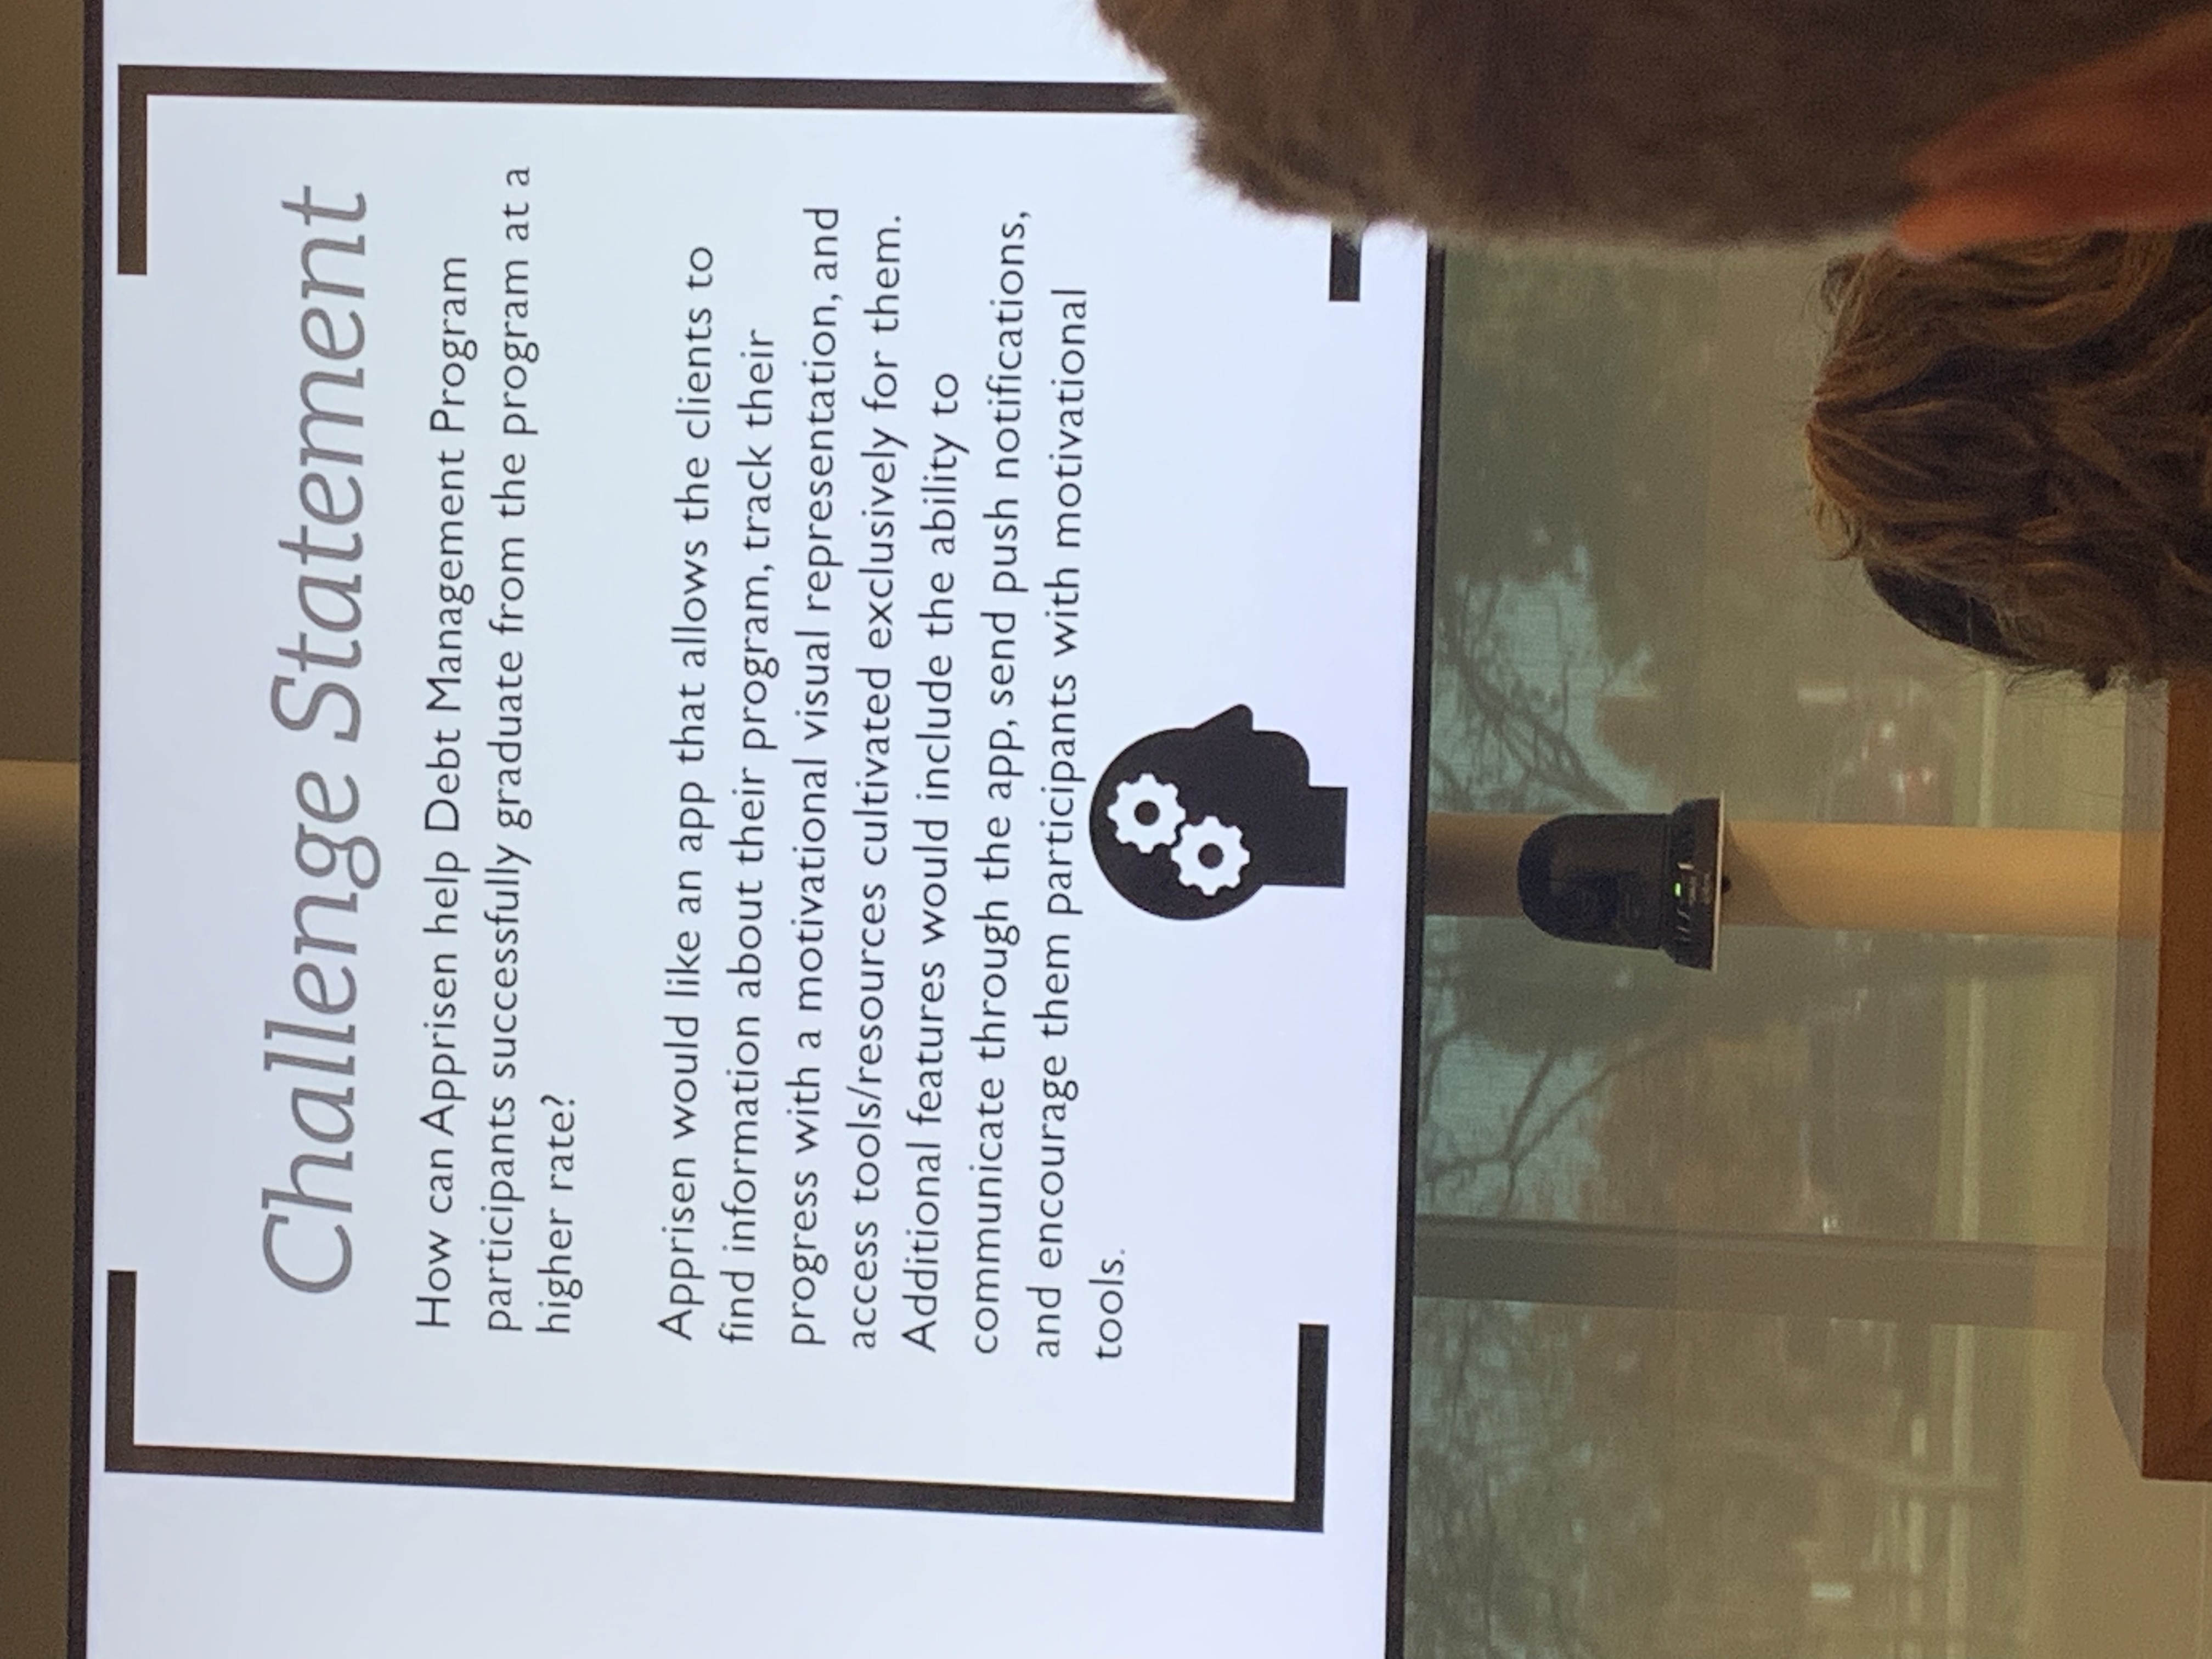 Challenge Statement
How can Apprisen help Debt Management Program
participants successfully graduate from the program at a
higher rate?
Apprisen would like an app that allows the clients to
find information about their program, track their
progress with a motivational visual representation, and
access tools/resources cultivated exclusively for them.
Additional features would include the ability to
communicate through the app, send push notifications,
and encourage them participants with motivational
tools.